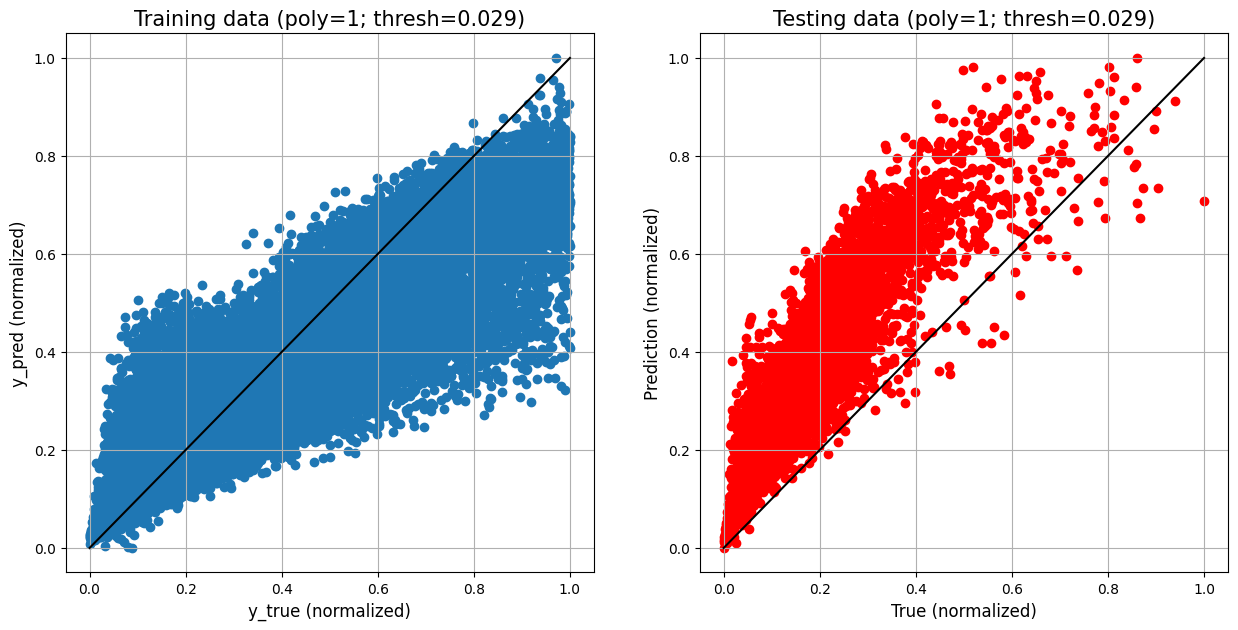 Training data (poly=1; thresh=0.029)
y_pred (normalized)
1.0
0.8
0.6
0.4
0.2
0.0
0.0 0.2 0.4 0.6 0.8 1.0
y_true (normalized)
Testing data (poly=1; thresh=0.029)
Prediction (normalized)
1.0
0.8
0.6
0.4
0.2
0.0
0.0 0.2 0.4 0.6 0.8 1.0
True (normalized)